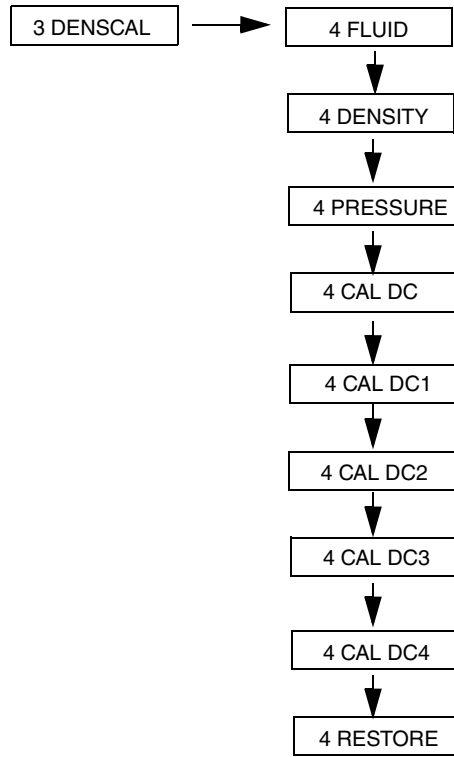 3 DENSCAL
4 FLUID
4 DENSITY
4 PRESSURE
4 CAL DC
4 CAL DC1
4 CAL DC2
4 CAL DC3
4 CAL DC4
4 RESTORE